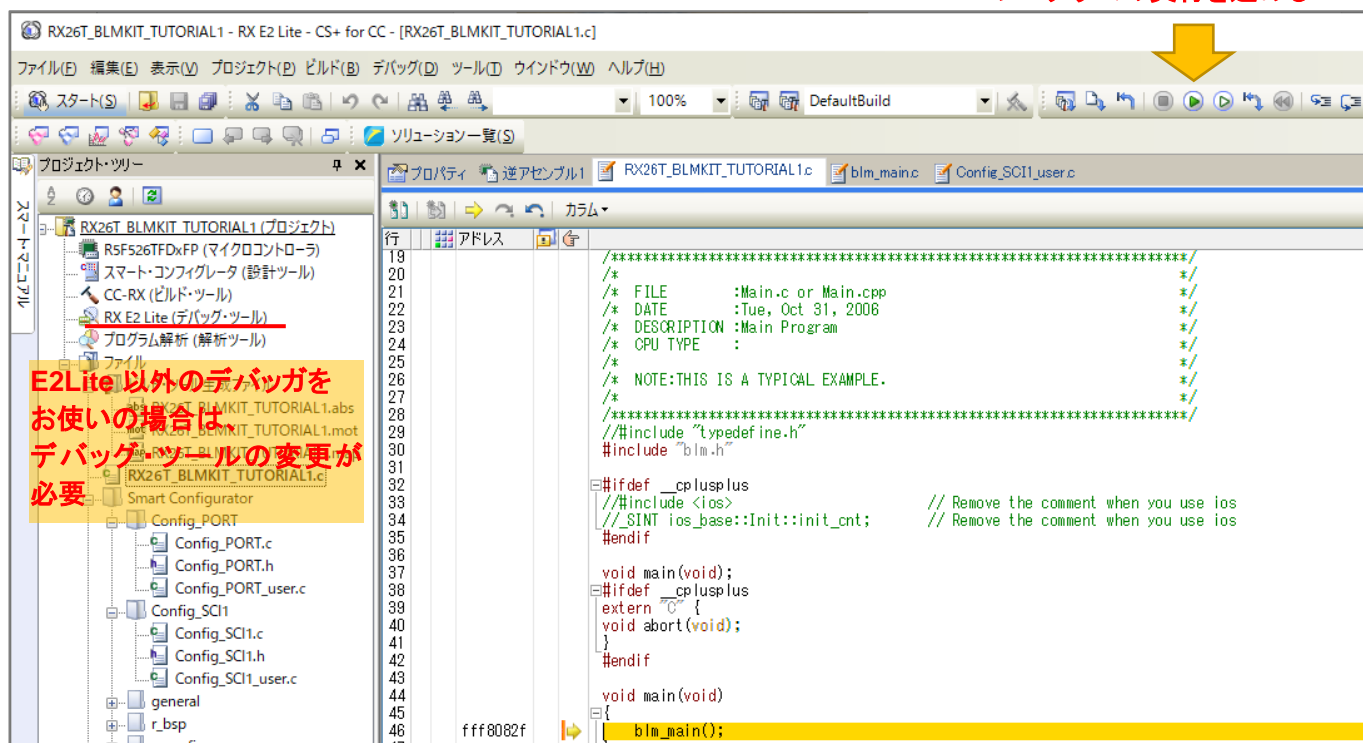 RX26T_BLMKIT_TUTORIAL1 - RX E2 Lite - CS+ for CC - [RX26T_BLMKIT_TUTORIAL1.c]
ファイル(F) 編集(E) 表示(V) プロジェクト(P) ビルド(B) デバッグ(D) ツール(T) ウインドウ(W) ヘルプ(H)
スタート(S) 100% DefaultBuild
ソリューション一覧(S)
プロジェクト・ツリー
プロパティ 逆アセンブル1 RX26T_BLMKIT_TUTORIAL1.c blm_main.c Config_SCI1_user.c
カラム
スマート・マニュアル
RX26T_BLMKIT_TUTORIAL1 (プロジェクト)
R5F526TFDxFP (マイクロコントローラ)
スマート・コンフィグレータ (設計ツール)
CC-RX (ビルド・ツール)
RX E2 Lite (デバッグ・ツール)
プログラム解析 (解析ツール)
ファイル
E2Lite 以外のデバッガを
お使いの場合は、
デバッグ・ツールの変更が
必要
RX26T_BLMKIT_TUTORIAL1.abs
RX26T_BLMKIT_TUTORIAL1.mot
RX26T_BLMKIT_TUTORIAL1.c
Smart Configurator
Config_PORT
Config_PORT.c
Config_PORT.h
Config_PORT_user.c
Config_SCI1
Config_SCI1.c
Config_SCI1.h
Config_SCI1_user.c
general
r_bsp
行 アドレス
19 /***********************************************************************/
20 /* */
21 /* FILE :Main.c or Main.cpp */
22 /* DATE :Tue, Oct 31, 2006 */
23 /* DESCRIPTION :Main Program */
24 /* CPU TYPE : */
25 /* */
26 /* NOTE:THIS IS A TYPICAL EXAMPLE. */
27 /* */
28 /***********************************************************************/
29 //#include "typedefine.h"
30 #include "blm.h"
31
32 #ifdef __cplusplus
33 //#include <ios> // Remove the comment when you use ios
34 //_SINT ios_base::Init::init_cnt; // Remove the comment when you use ios
35 #endif
36
37 void main(void);
38 #ifdef __cplusplus
39 extern "C" {
40 void abort(void);
41 }
42 #endif
43
44 void main(void)
45 {
46 fff8082f blm_main();